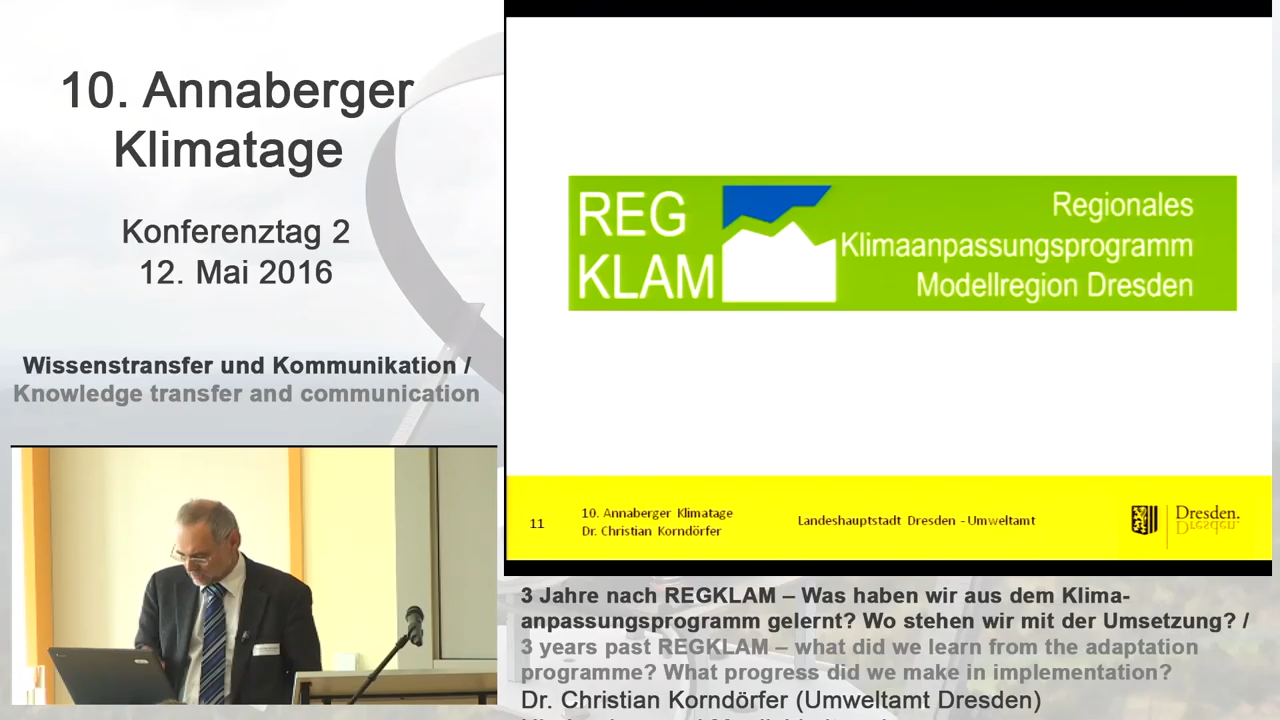 10. Annaberger
Klimatage
Konferenztag 2
12. Mai 2016
Wissenstransfer und Kommunikation /
Knowledge transfer and communication
REG
KLAM
Regionales
Klimaanpassungsprogramm
Modellregion Dresden
11
10. Annaberger Klimatage
Dr. Christian Korndörfer
Landeshauptstadt Dresden - Umweltamt
Dresden.
Dresden.
3 Jahre nach REGKLAM – Was haben wir aus dem Klima-
anpassungsprogramm gelernt? Wo stehen wir mit der Umsetzung? /
3 years past REGKLAM – what did we learn from the adaptation
programme? What progress did we make in implementation?
Dr. Christian Korndörfer (Umweltamt Dresden)